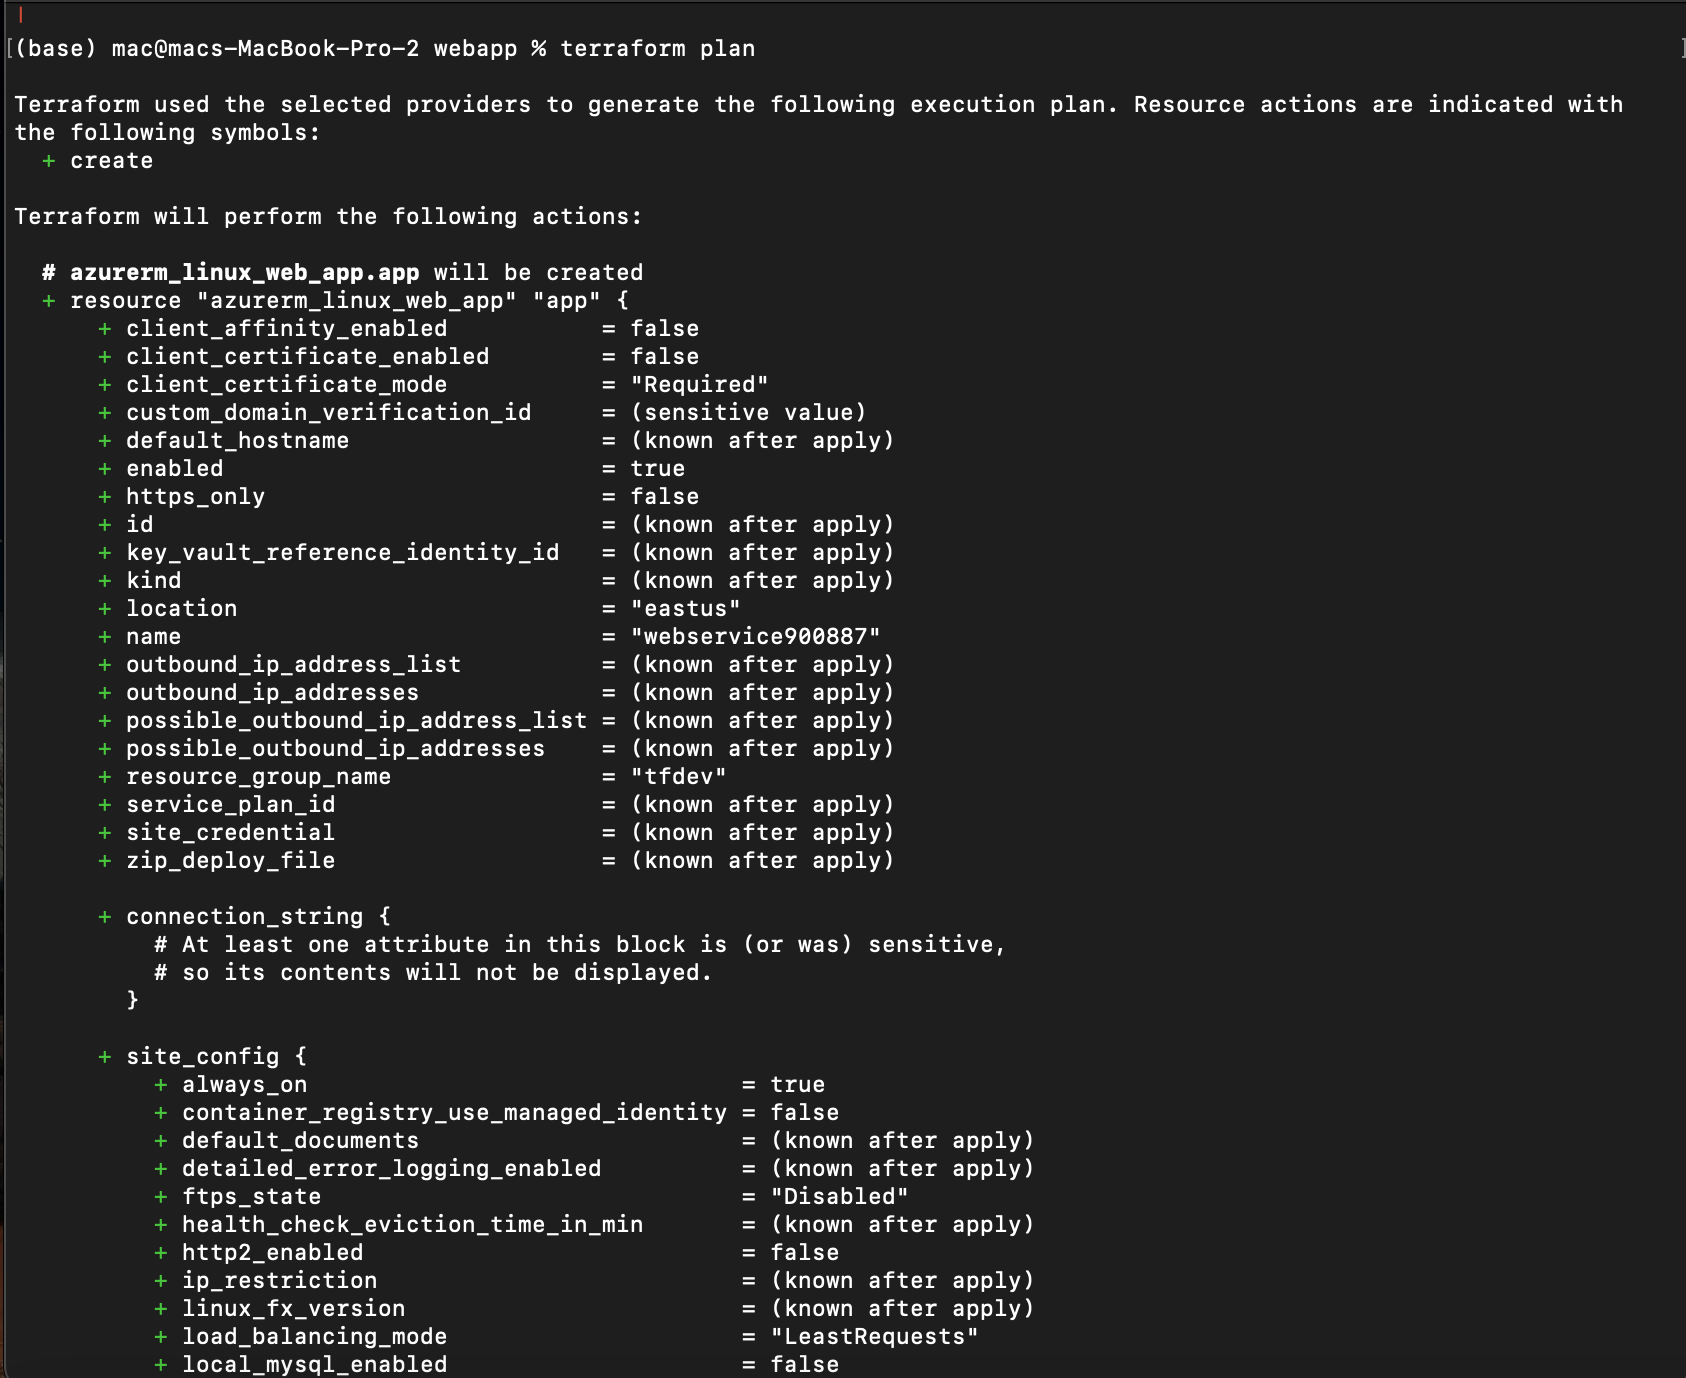 (base) mac@macs-MacBook-Pro-2 webapp % terraform plan
Terraform used the selected providers to generate the following execution plan. Resource actions are indicated with
the following symbols:
+ create
Terraform will perform the following actions:
# azurerm_linux_web_app.app will be created
+ resource "azurerm_linux_web_app" "app" {
+ client_affinity_enabled = false
+ client_certificate_enabled = false
+ client_certificate_mode = "Required"
+ custom_domain_verification_id = (sensitive value)
+ default_hostname = (known after apply)
+ enabled = true
+ https_only = false
+ id = (known after apply)
+ key_vault_reference_identity_id = (known after apply)
+ kind = (known after apply)
+ location = "eastus"
+ name = "webservice900887"
+ outbound_ip_address_list = (known after apply)
+ outbound_ip_addresses = (known after apply)
+ possible_outbound_ip_address_list = (known after apply)
+ possible_outbound_ip_addresses = (known after apply)
+ resource_group_name = "tfdev"
+ service_plan_id = (known after apply)
+ site_credential = (known after apply)
+ zip_deploy_file = (known after apply)
+ connection_string {
# At least one attribute in this block is (or was) sensitive,
# so its contents will not be displayed.
}
+ site_config {
+ always_on = true
+ container_registry_use_managed_identity = false
+ default_documents = (known after apply)
+ detailed_error_logging_enabled = (known after apply)
+ ftps_state = "Disabled"
+ health_check_eviction_time_in_min = (known after apply)
+ http2_enabled = false
+ ip_restriction = (known after apply)
+ linux_fx_version = (known after apply)
+ load_balancing_mode = "LeastRequests"
+ local_mysql_enabled = false